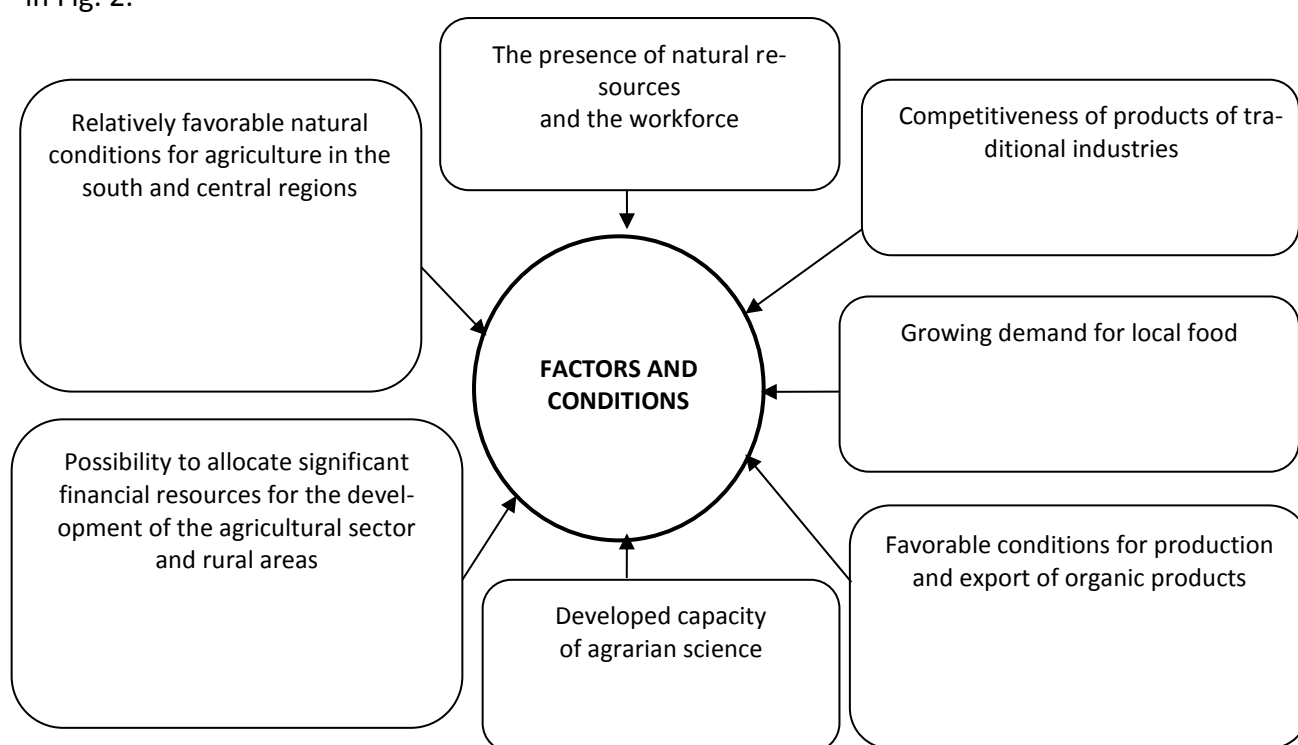 in Fig. 2.
The presence of natural re-
sources
and the workforce
Relatively favorable natural
conditions for agriculture in the
south and central regions
Competitiveness of products of tra-
ditional industries
Growing demand for local food
FACTORS AND
CONDITIONS
Possibility to allocate significant
financial resources for the devel-
opment of the agricultural sector
and rural areas
Favorable conditions for production
and export of organic products
Developed capacity
of agrarian science